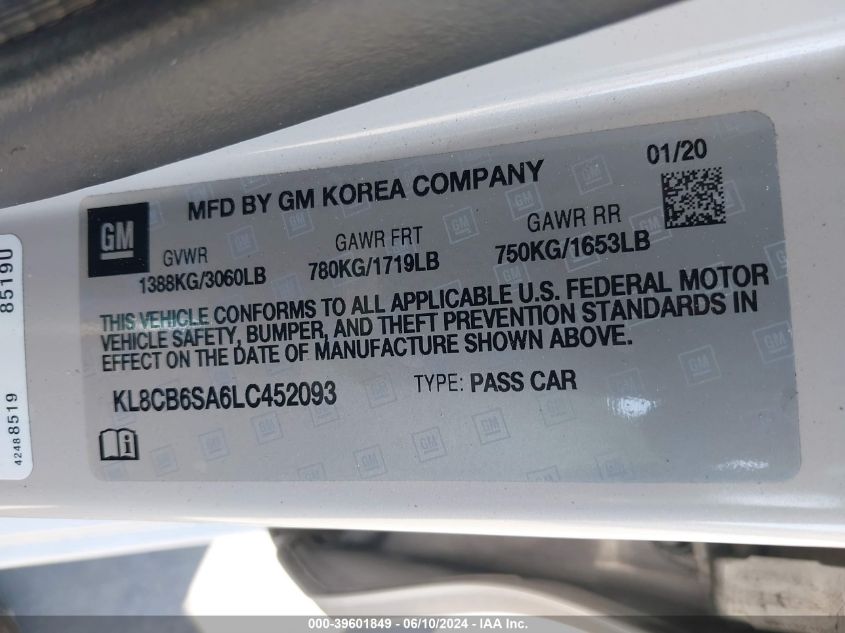 MFD BY GM KOREA COMPANY
01/20
GM
GVWR
1388KG/3060LB
GAWR FRT
780KG/1719LB
GAWR RR
750KG/1653LB
THIS VEHICLE CONFORMS TO ALL APPLICABLE U.S. FEDERAL MOTOR
VEHICLE SAFETY, BUMPER, AND THEFT PREVENTION STANDARDS IN
EFFECT ON THE DATE OF MANUFACTURE SHOWN ABOVE.
KL8CB6SA6LC452093
TYPE: PASS CAR
8519U
42488519
000-39601849 - 06/10/2024 - IAA Inc.